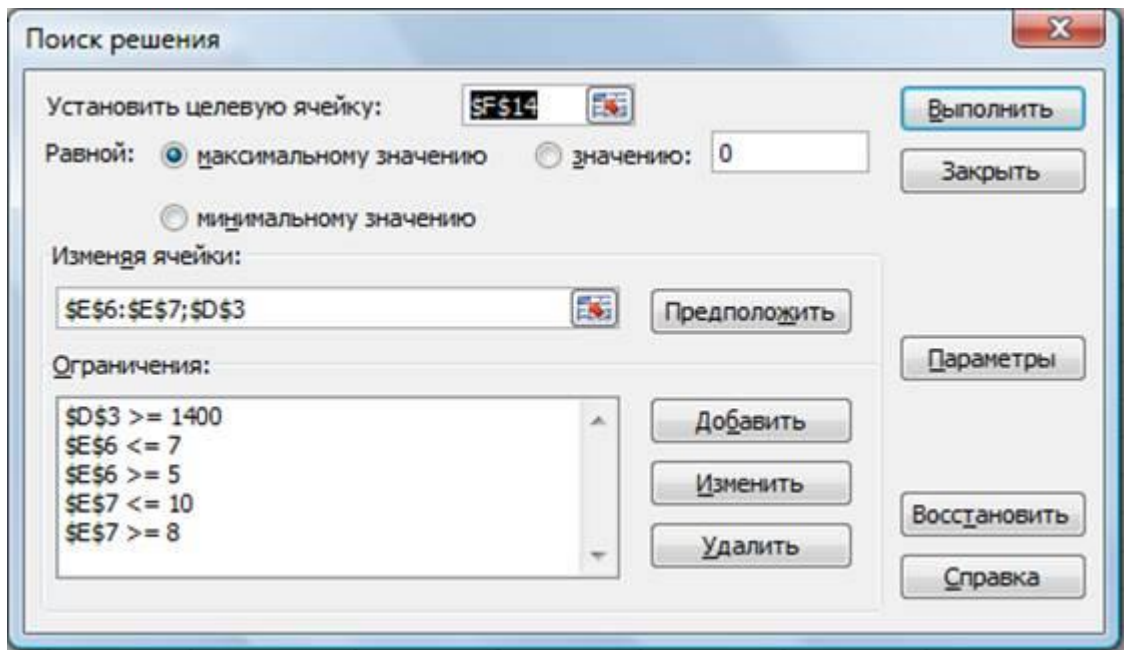 Поиск решения
Установить целевую ячейку: $F$14
Выполнить
Равной: максимальному значению значению: 0
Закрыть
минимальному значению
Изменяя ячейки:
$E$6:$E$7;$D$3
Предположить
Ограничения:
Параметры
$D$3 >= 1400
$E$6 <= 7
$E$6 >= 5
$E$7 <= 10
$E$7 >= 8
Добавить
Изменить
Удалить
Восстановить
Справка